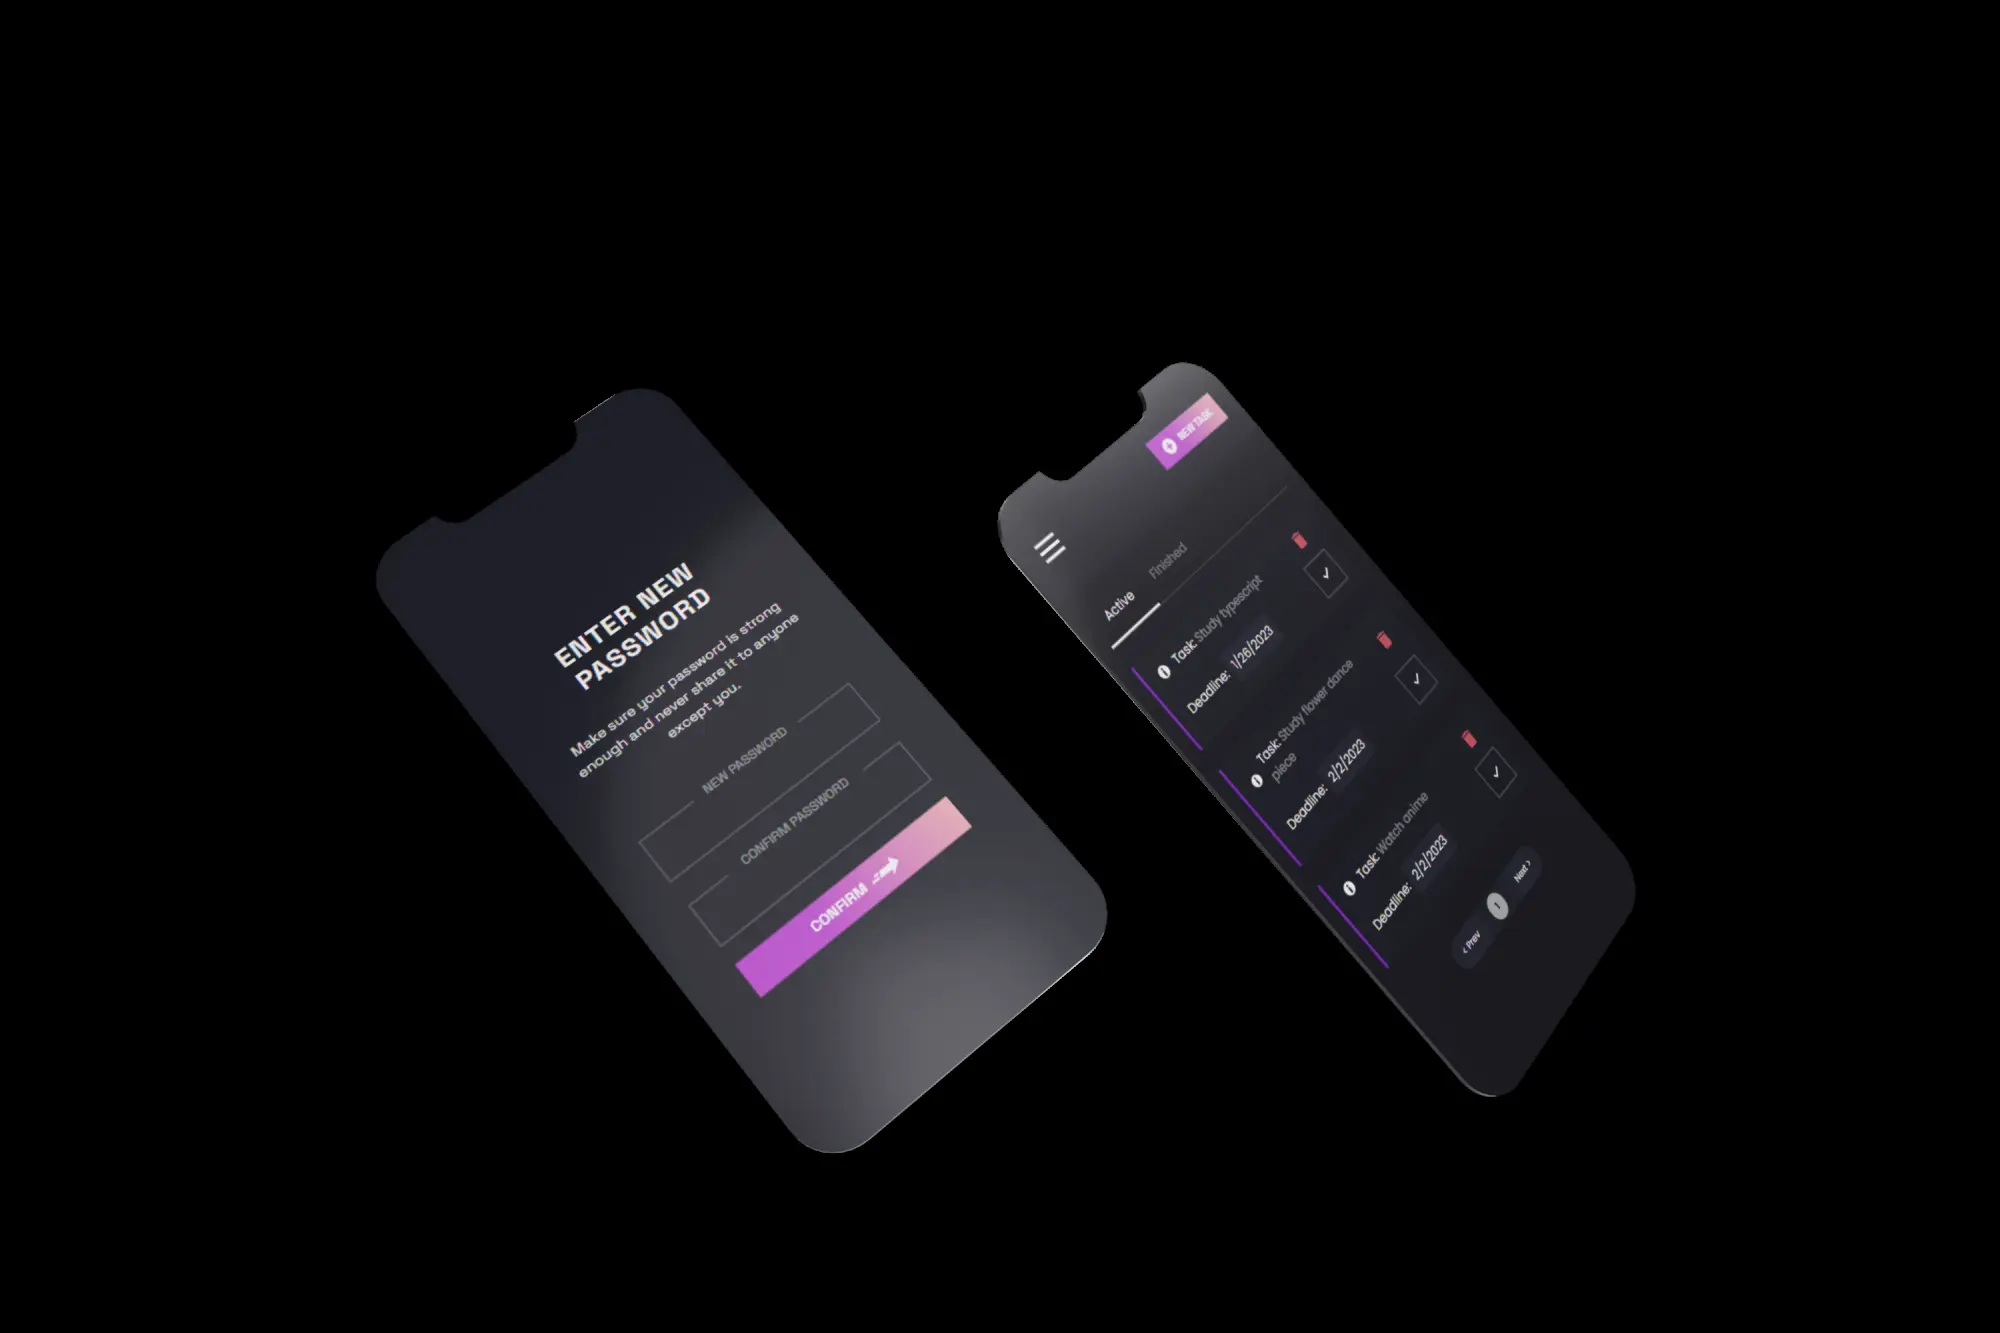 ENTER NEW
PASSWORD
Make sure your password is strong
enough and never share it to anyone
except you.
NEW PASSWORD
CONFIRM PASSWORD
CONFIRM
NEW TASK
Active
Finished
Task: Study typescript
Deadline: 1/26/2023
Task: Study flower dance
piece
Deadline: 2/2/2023
Task: Watch anime
Deadline: 2/2/2023
‹ Prev
1
Next ›